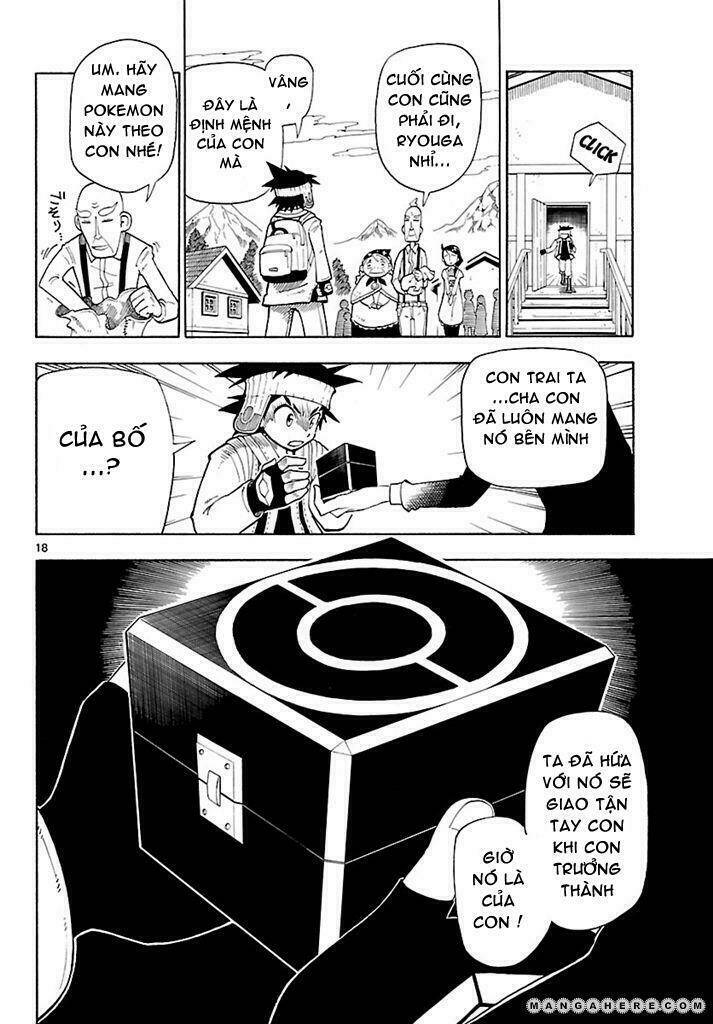 CLICK
CUỐI CÙNG
CON CŨNG
PHẢI ĐI,
RYOUGA
NHỈ...
VÂNG
,
ĐÂY LÀ
ĐỊNH MỆNH
CỦA CON
MÀ
UM. HÃY
MANG
POKEMON
NÀY THEO
CON NHÉ!
CON TRAI TA
...CHA CON
ĐÃ LUÔN MANG
NÓ BÊN MÌNH
CỦA BỐ
...?
18
TA ĐÃ HỨA
VỚI NÓ SẼ
GIAO TẬN
TAY CON
KHI CON
TRƯỞNG
THÀNH
GIỜ
NÓ LÀ
CỦA
CON !
MANGAHERE.COM